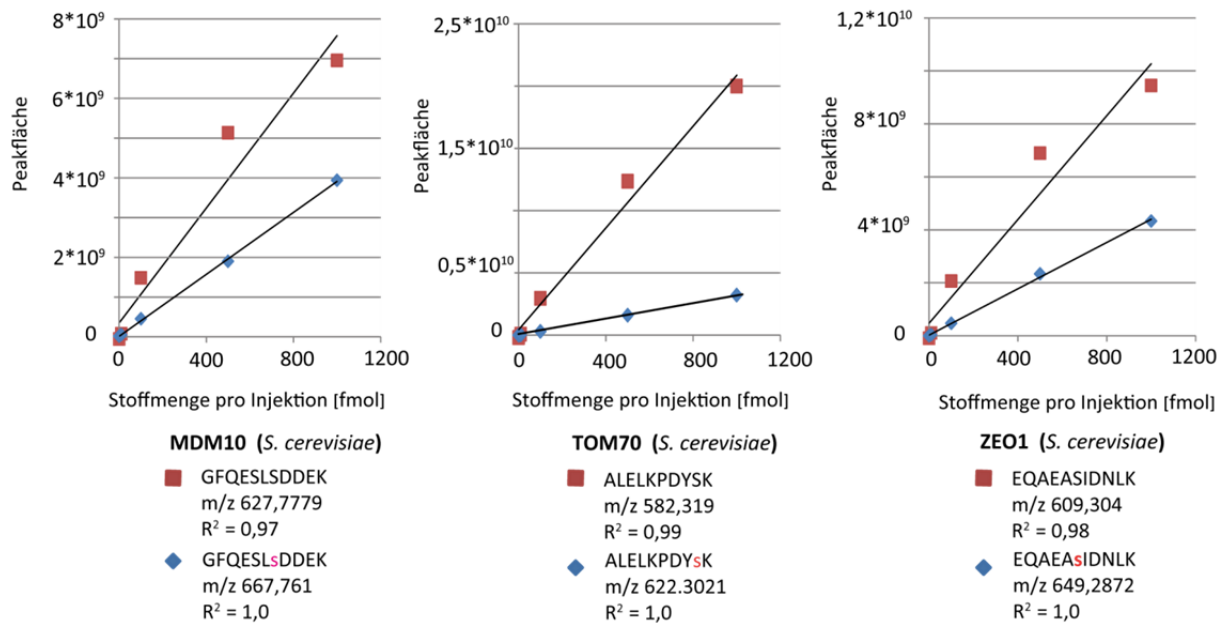 8*10⁹
6*10⁹
4*10⁹
2*10⁹
0
Peakfläche
0 400 800 1200
Stoffmenge pro Injektion [fmol]
MDM10 (S. cerevisiae)
GFQESLSDDEK
m/z 627,7779
R² = 0,97
GFQESLsDDEK
m/z 667,761
R² = 1,0
2,5*10¹⁰
1,5*10¹⁰
0,5*10¹⁰
0
Peakfläche
0 400 800 1200
Stoffmenge pro Injektion [fmol]
TOM70 (S. cerevisiae)
ALELKPDYSK
m/z 582,319
R² = 0,99
ALELKPDYsK
m/z 622.3021
R² = 1,0
1,2*10¹⁰
8*10⁹
4*10⁹
0
Peakfläche
0 400 800 1200
Stoffmenge pro Injektion [fmol]
ZEO1 (S. cerevisiae)
EQAEASIDNLK
m/z 609,304
R² = 0,98
EQAEAsIDNLK
m/z 649,2872
R² = 1,0